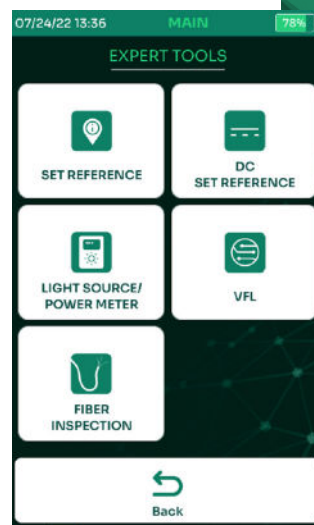 07/24/22 13:36 MAIN 78%
EXPERT TOOLS
SET REFERENCE
DC
SET REFERENCE
LIGHT SOURCE/
POWER METER
VFL
FIBER
INSPECTION
Back